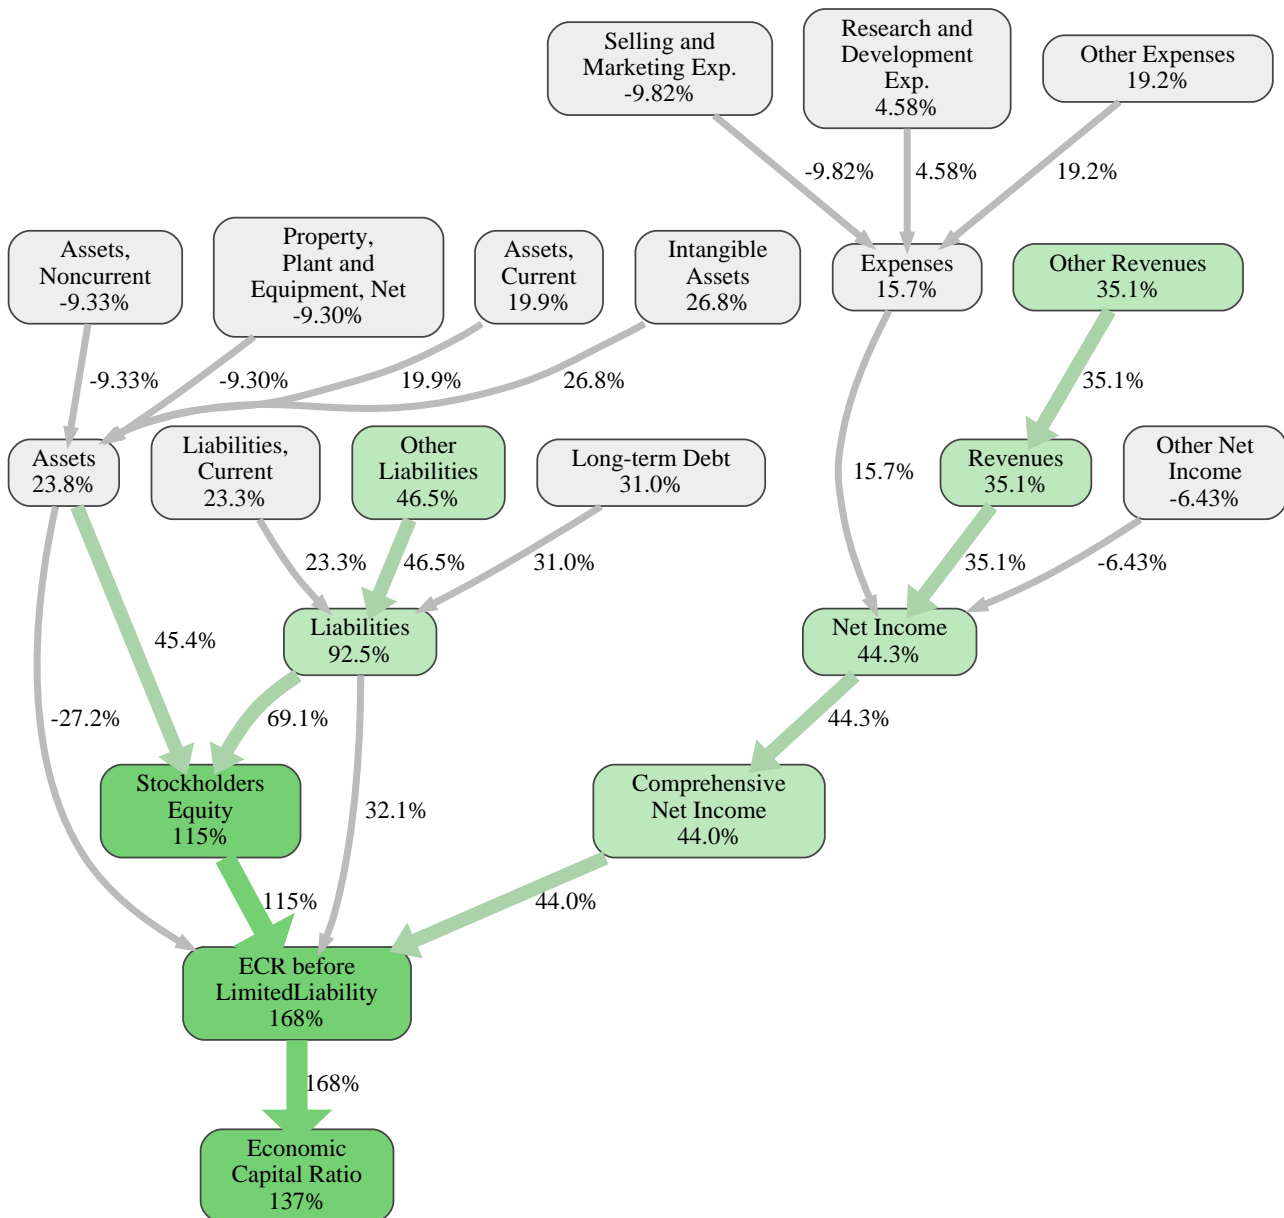 Selling and
Marketing Exp.
-9.82%
Research and
Development
Exp.
4.58%
Other Expenses
19.2%
-9.82%
4.58%
19.2%
Assets,
Noncurrent
-9.33%
Property,
Plant and
Equipment, Net
-9.30%
Assets,
Current
19.9%
Intangible
Assets
26.8%
Expenses
15.7%
Other Revenues
35.1%
-9.33%
-9.30%
19.9%
26.8%
35.1%
Assets
23.8%
Liabilities,
Current
23.3%
Other
Liabilities
46.5%
Long-term Debt
31.0%
15.7%
Revenues
35.1%
Other Net
Income
-6.43%
23.3%
46.5%
31.0%
35.1%
-6.43%
45.4%
Liabilities
92.5%
Net Income
44.3%
-27.2%
69.1%
44.3%
Stockholders
Equity
115%
32.1%
Comprehensive
Net Income
44.0%
115%
44.0%
ECR before
LimitedLiability
168%
168%
Economic
Capital Ratio
137%